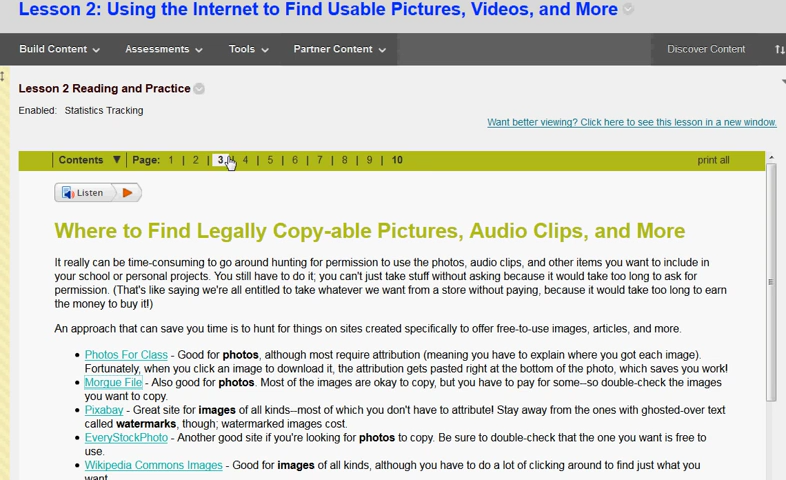 Lesson 2: Using the Internet to Find Usable Pictures, Videos, and More
Build Content Assessments Tools Partner Content Discover Content
Lesson 2 Reading and Practice
Enabled: Statistics Tracking
Want better viewing? Click here to see this lesson in a new window.
Contents ▼ | Page: 1 | 2 | 3 | 4 | 5 | 6 | 7 | 8 | 9 | 10 print all
Listen
Where to Find Legally Copy-able Pictures, Audio Clips, and More
It really can be time-consuming to go around hunting for permission to use the photos, audio clips, and other items you want to include in
your school or personal projects. You still have to do it; you can't just take stuff without asking because it would take too long to ask for
permission. (That's like saying we're all entitled to take whatever we want from a store without paying, because it would take too long to earn
the money to buy it!)
An approach that can save you time is to hunt for things on sites created specifically to offer free-to-use images, articles, and more.
• Photos For Class - Good for photos, although most require attribution (meaning you have to explain where you got each image).
Fortunately, when you click an image to download it, the attribution gets pasted right at the bottom of the photo, which saves you work!
• Morgue File - Also good for photos. Most of the images are okay to copy, but you have to pay for some--so double-check the images
you want to copy.
• Pixabay - Great site for images of all kinds--most of which you don't have to attribute! Stay away from the ones with ghosted-over text
called watermarks, though; watermarked images cost.
• EveryStockPhoto - Another good site if you're looking for photos to copy. Be sure to double-check that the one you want is free to
use.
• Wikipedia Commons Images - Good for images of all kinds, although you have to do a lot of clicking around to find just what you
want.